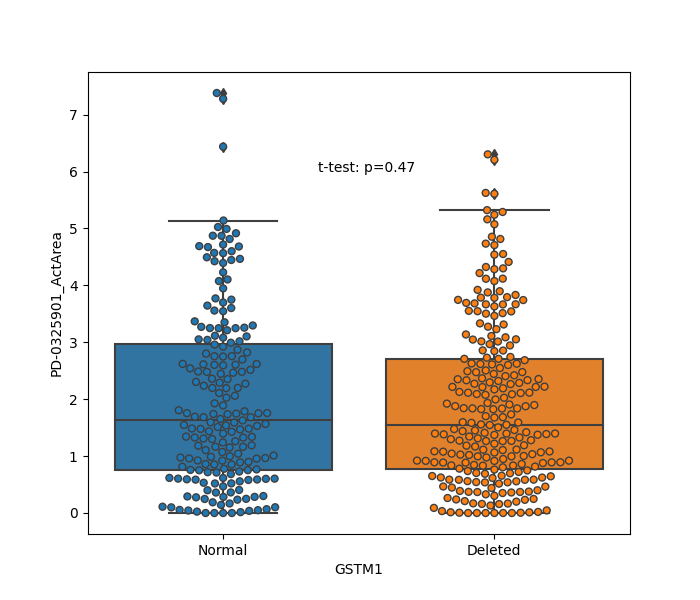 t-test: p=0.47
PD-0325901_ActArea
7
6
5
4
3
2
1
0
Normal
Deleted
GSTM1